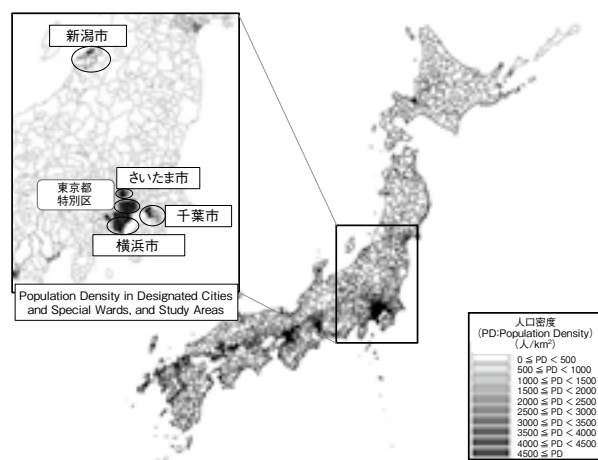 新潟市
さいたま市
東京都
特別区
千葉市
横浜市
Population Density in Designated Cities
and Special Wards, and Study Areas
人口密度
(PD:Population Density)
(人/km²)
0 ≦ PD < 500
500 ≦ PD < 1000
1000 ≦ PD < 1500
1500 ≦ PD < 2000
2000 ≦ PD < 2500
2500 ≦ PD < 3000
3000 ≦ PD < 3500
3500 ≦ PD < 4000
4000 ≦ PD < 4500
4500 ≦ PD